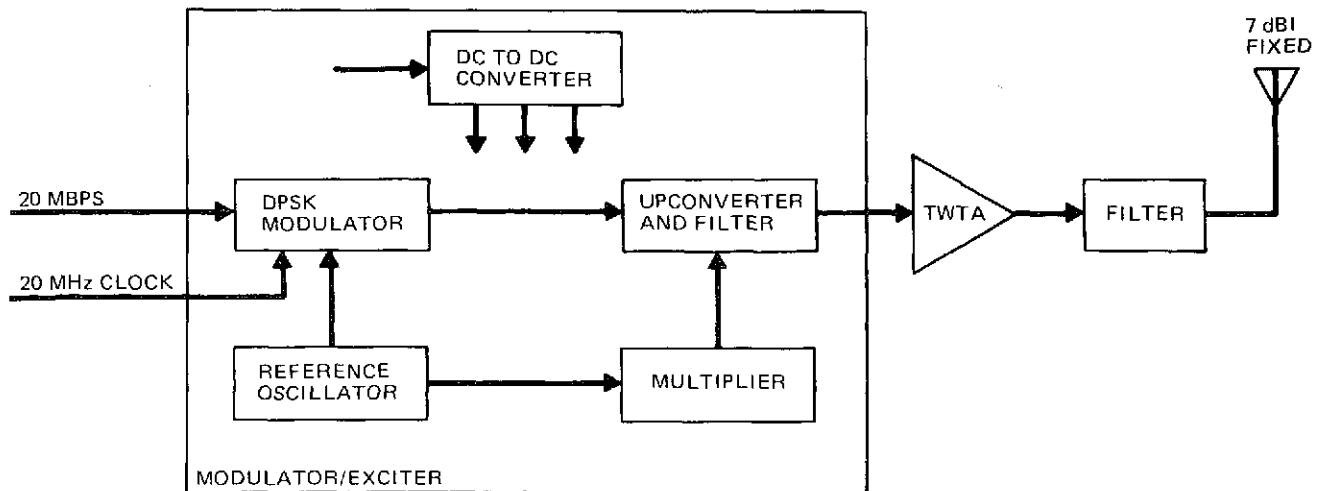 7 dBI
FIXED
DC TO DC
CONVERTER
20 MBPS
DPSK
MODULATOR
UPCONVERTER
AND FILTER
TWTA
FILTER
20 MHz CLOCK
REFERENCE
OSCILLATOR
MULTIPLIER
MODULATOR/EXCITER